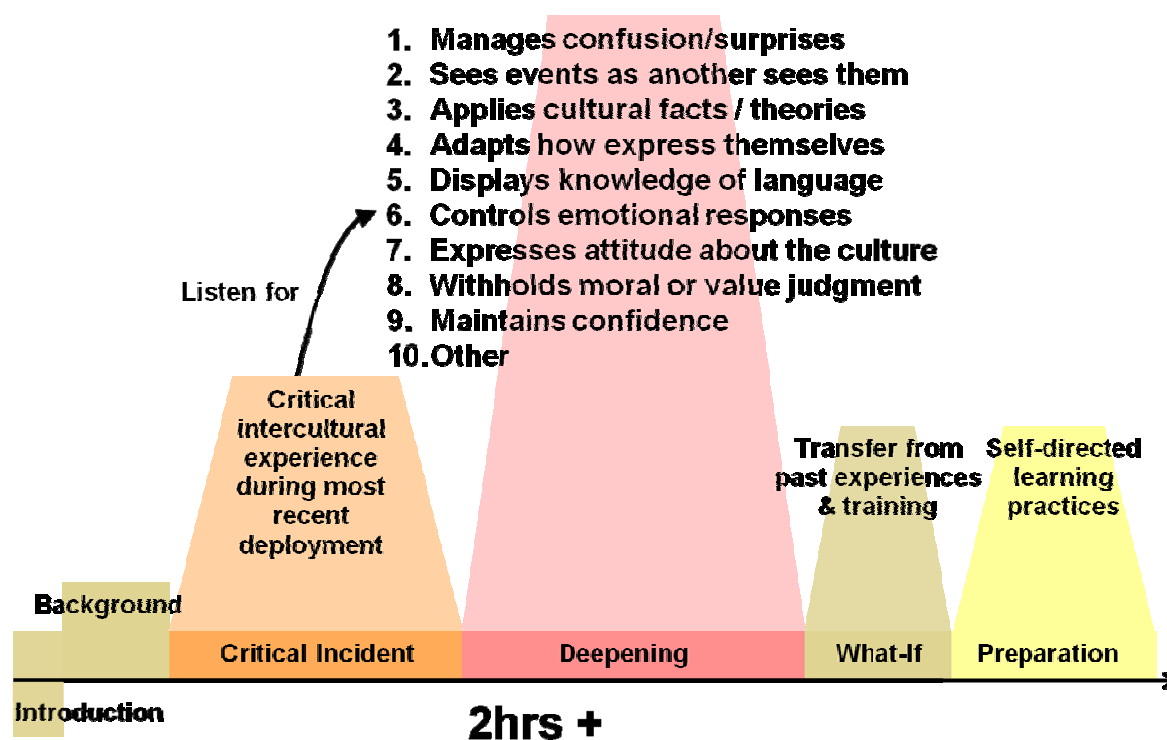 1. Manages confusion/surprises
2. Sees events as another sees them
3. Applies cultural facts / theories
4. Adapts how express themselves
5. Displays knowledge of language
6. Controls emotional responses
7. Expresses attitude about the culture
8. Withholds moral or value judgment
9. Maintains confidence
10. Other
Listen for
Critical
intercultural
experience
during most
recent
deployment
Transfer from
past experiences
& training
Self-directed
learning
practices
Background
Critical Incident
Deepening
What-If
Preparation
Introduction
2hrs +